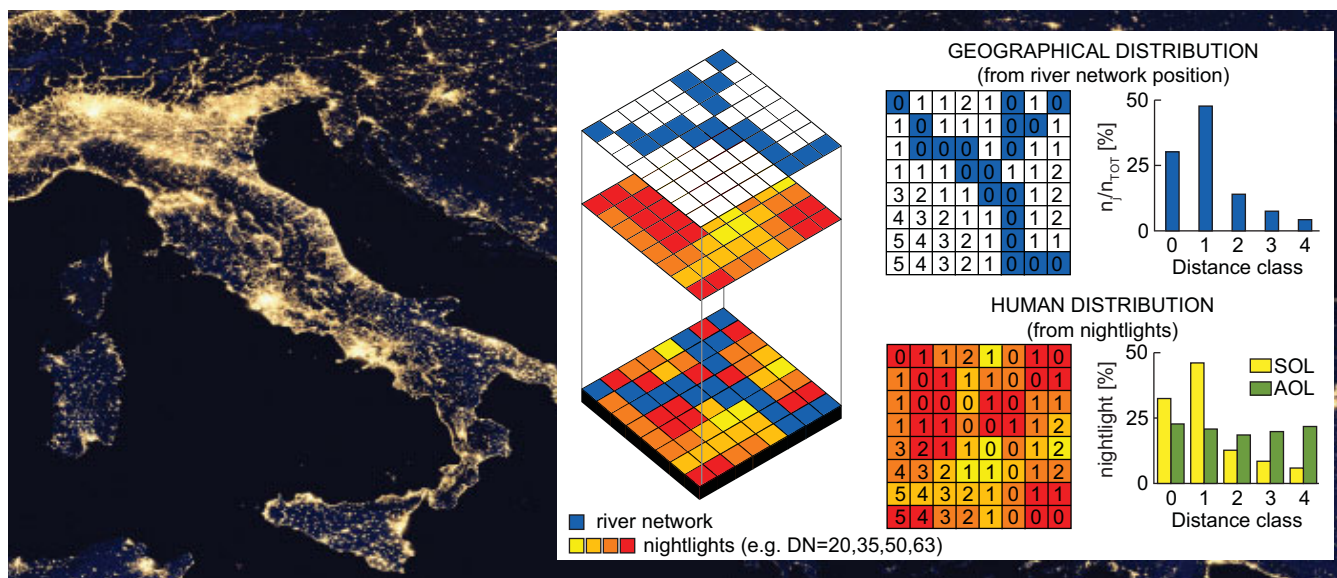 GEOGRAPHICAL DISTRIBUTION
(from river network position)
0 1 1 2 1 0 1 0
1 0 1 1 1 0 0 1
1 0 0 0 1 0 1 1
1 1 1 0 0 1 1 2
3 2 1 1 0 0 1 2
4 3 2 1 1 0 1 2
5 4 3 2 1 0 1 1
5 4 3 2 1 0 0 0
nj/nTOT [%]
50
25
0
0 1 2 3 4
Distance class
HUMAN DISTRIBUTION
(from nightlights)
0 1 1 2 1 0 1 0
1 0 1 1 1 0 0 1
1 0 0 0 1 0 1 1
1 1 1 0 0 1 1 2
3 2 1 1 0 0 1 2
4 3 2 1 1 0 1 2
5 4 3 2 1 0 1 1
5 4 3 2 1 0 0 0
nightlight [%]
50
25
0
SOL
AOL
0 1 2 3 4
Distance class
river network
nightlights (e.g. DN=20,35,50,63)